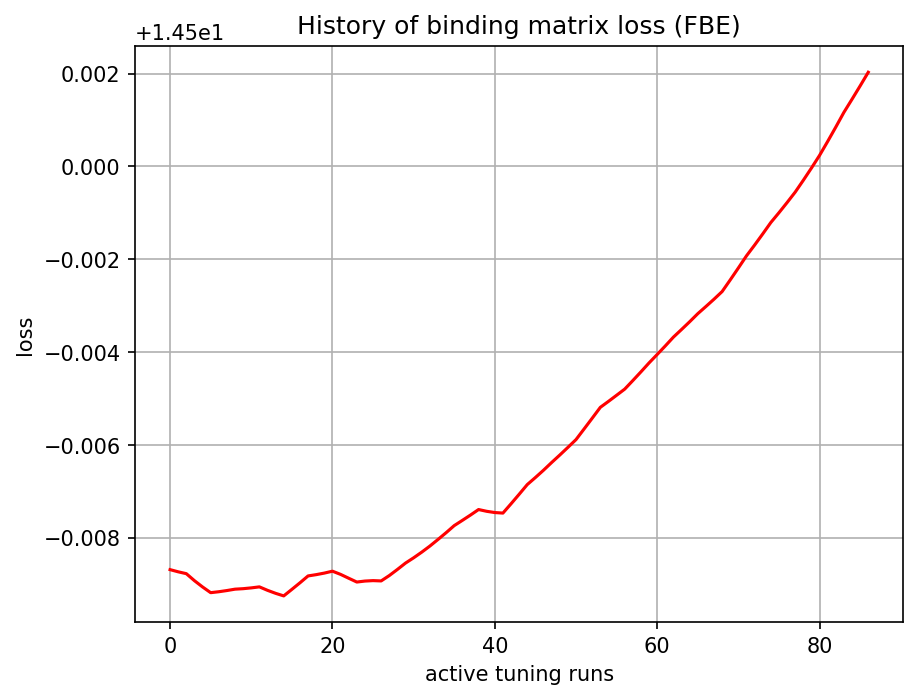 History of binding matrix loss (FBE)
+1.45e1
0.002
0.000
−0.002
−0.004
−0.006
−0.008
loss
0 20 40 60 80
active tuning runs